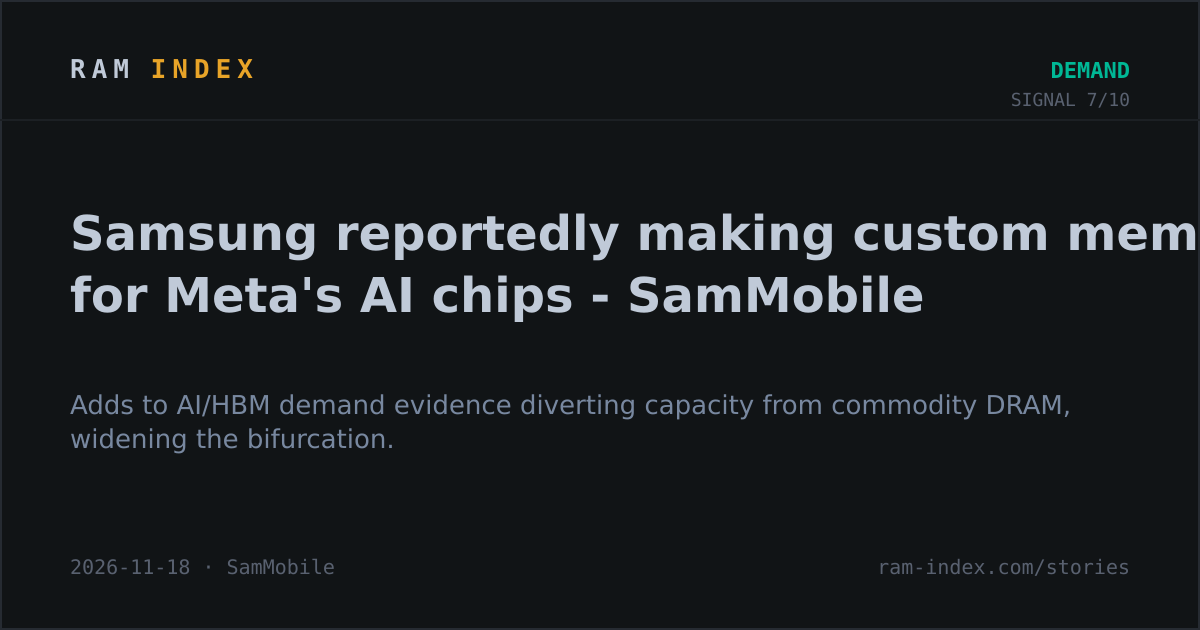 RAM INDEX
DEMAND
SIGNAL 7/10
Samsung reportedly making custom mem
for Meta's AI chips - SamMobile
Adds to AI/HBM demand evidence diverting capacity from commodity DRAM,
widening the bifurcation.
2026-11-18 · SamMobile
ram-index.com/stories